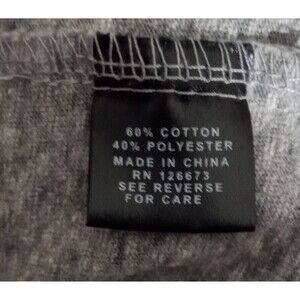 60% COTTON
40% POLYESTER
MADE IN CHINA
RN 126673
SEE REVERSE
FOR CARE